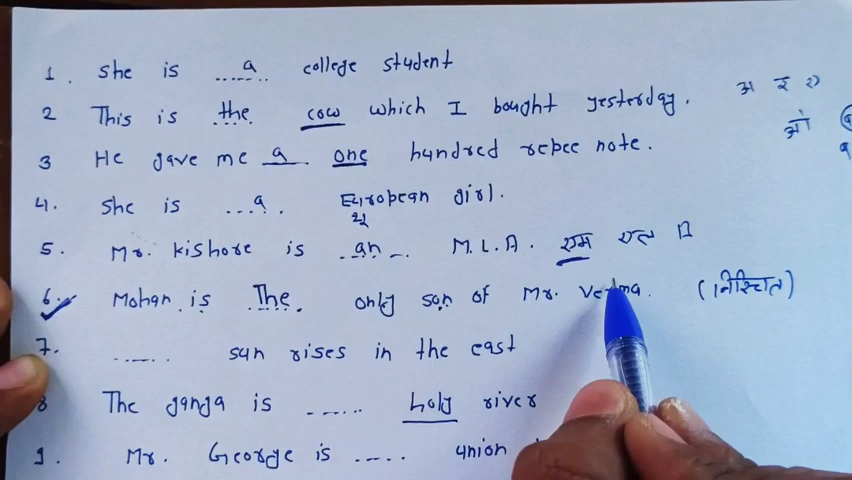 1. She is a college student
2 This is the cow which I bought yesterday.
3 He gave me a one hundred repee note.
4. She is a European girl.
यू
5. Mr. Kishore is an M.L.A. एम एल ए
6. Mohan is The only son of Mr. Verma. (निश्चित)
7. ..... sun rises in the east
8 The ganga is ..... holy river
9. Mr. George is ..... union